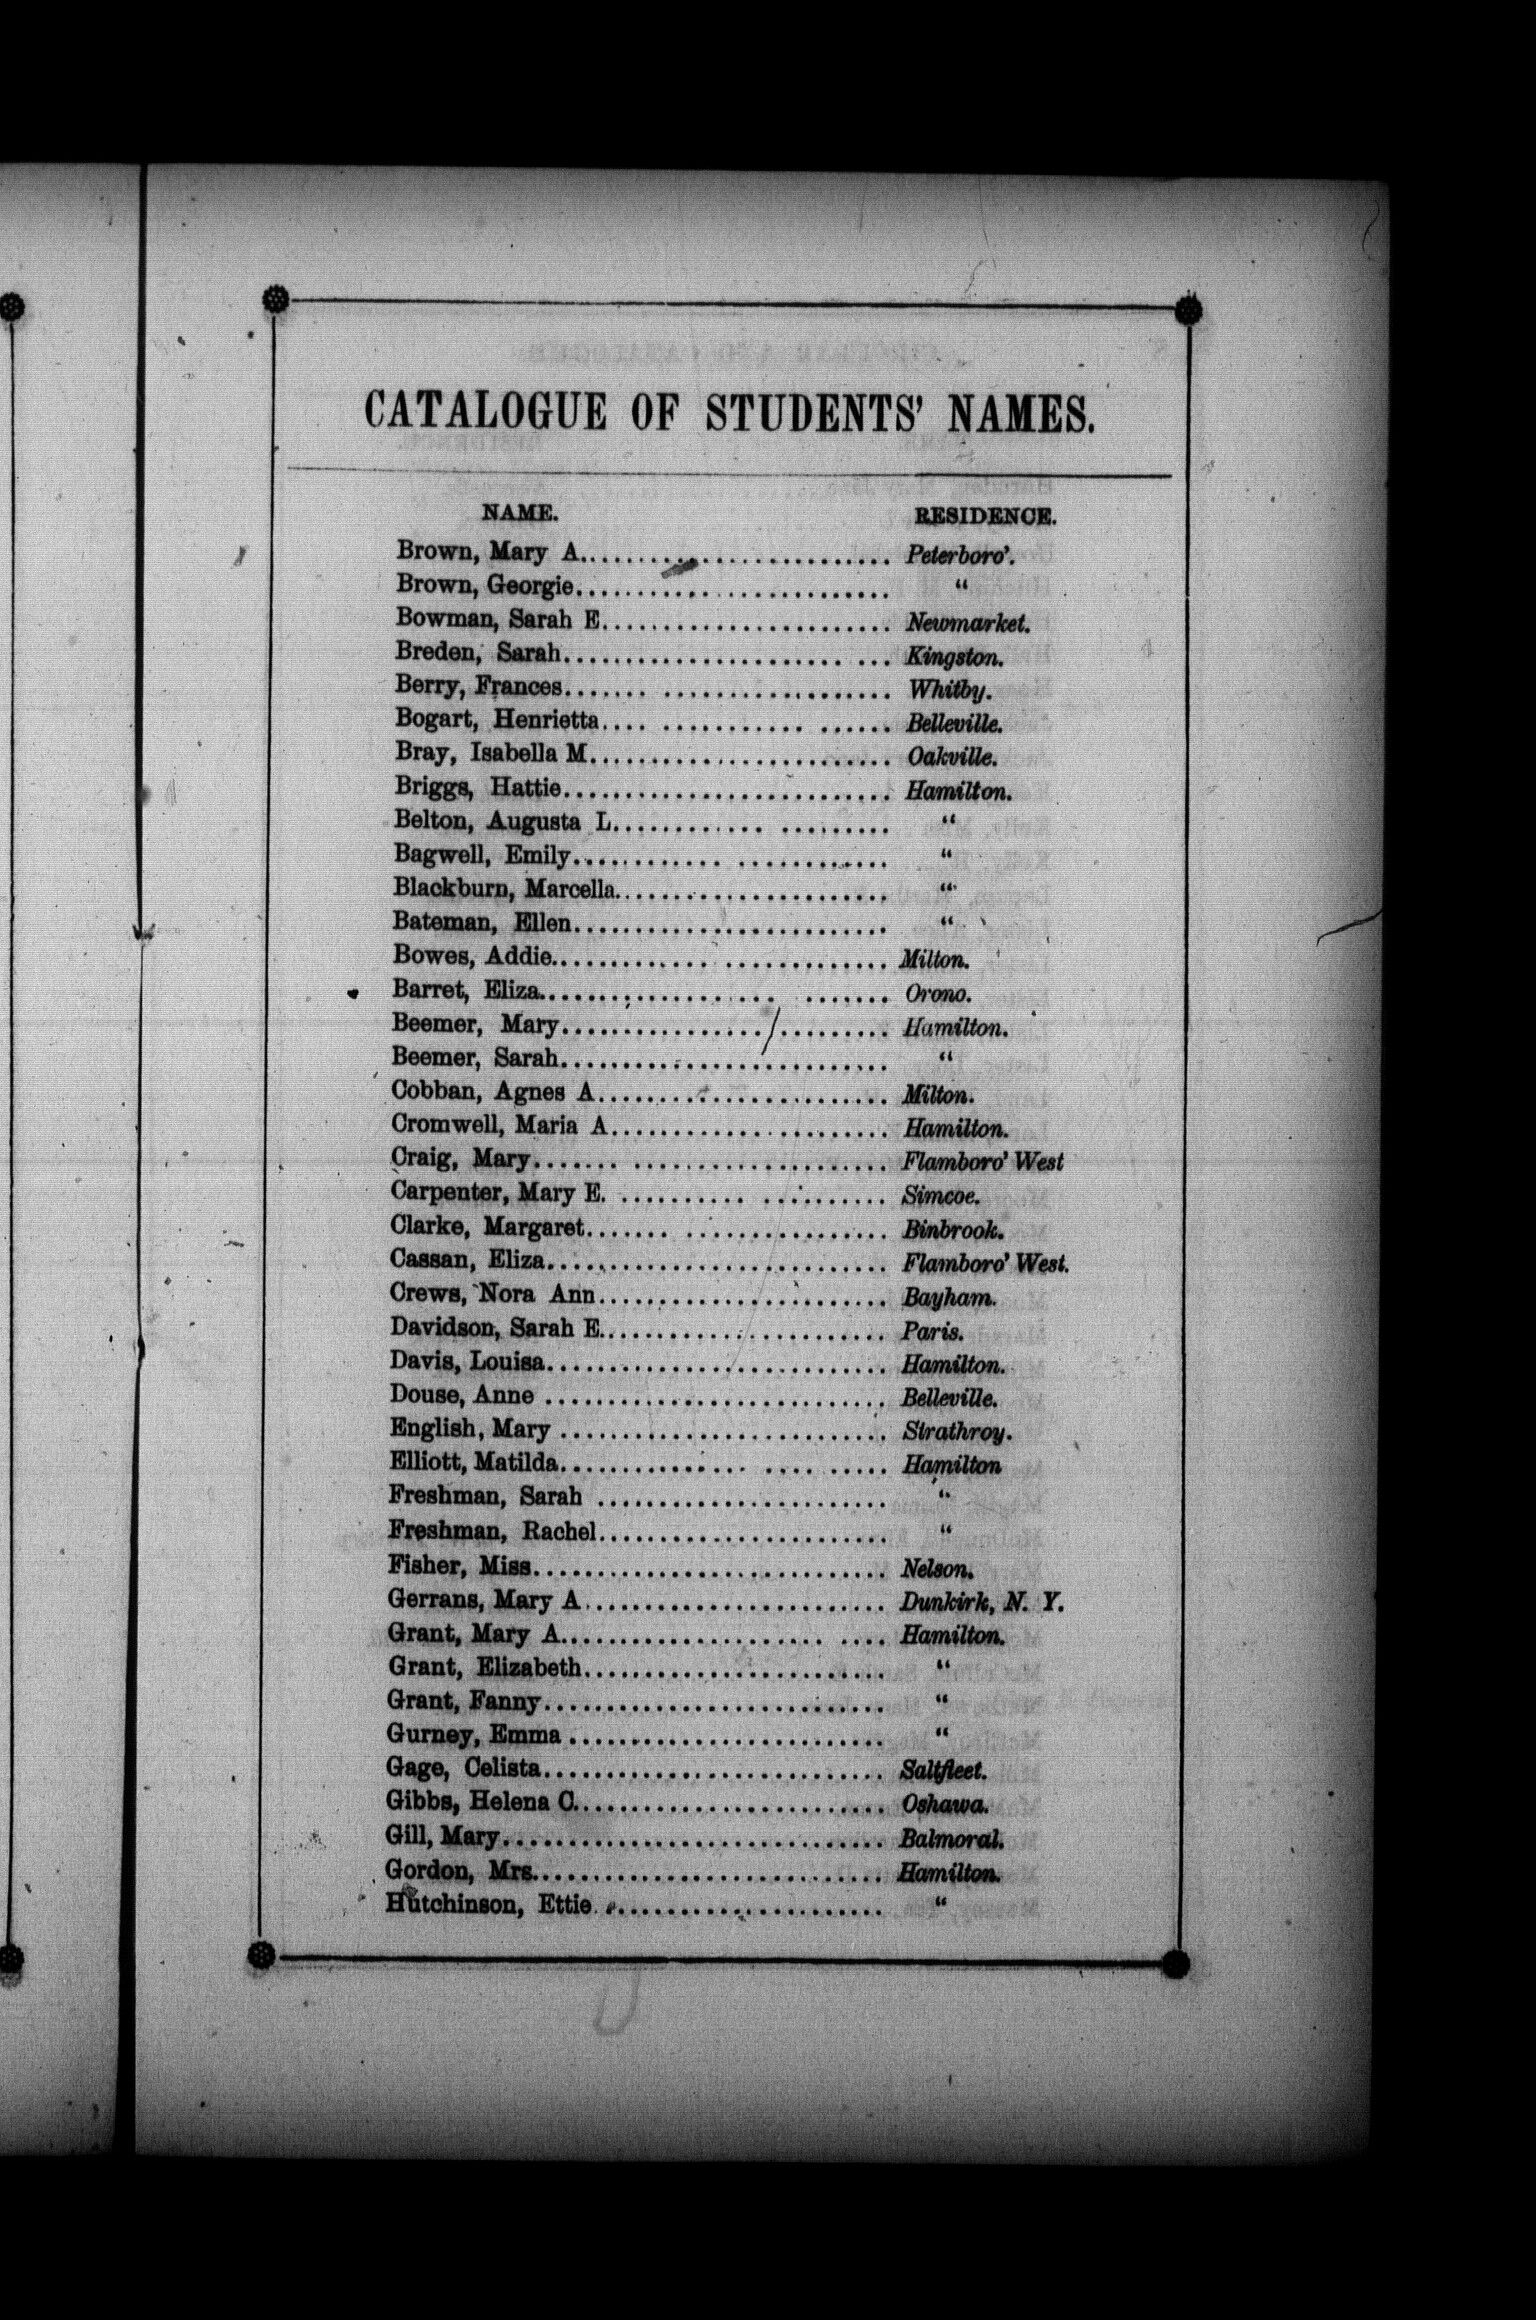 CATALOGUE OF STUDENTS' NAMES.
NAME. RESIDENCE.
Brown, Mary A.......................... Peterboro'.
Brown, Georgie......................... "
Bowman, Sarah E........................ Newmarket.
Breden, Sarah....................... ... Kingston.
Berry, Frances....... ................... Whitby.
Bogart, Henrietta.... ............ ...... Belleville.
Bray, Isabella M......................... Oakville.
Briggs, Hattie........................... Hamilton.
Belton, Augusta L............. ......... "
Bagwell, Emily............. ............ "
Blackburn, Marcella...................... "
Bateman, Ellen.......................... "
Bowes, Addie............. ............. Milton.
Barret, Eliza................... ....... Orono.
Beemer, Mary.......................... Hamilton.
Beemer, Sarah........................... "
Cobban, Agnes A........................ Milton.
Cromwell, Maria A....................... Hamilton.
Craig, Mary....... ..................... Flamboro' West
Carpenter, Mary E. .......... .......... Simcoe.
Clarke, Margaret....... ................. Binbrook.
Cassan, Eliza............................ Flamboro' West.
Crews, Nora Ann........................ Bayham.
Davidson, Sarah E....................... Paris.
Davis, Louisa............................ Hamilton.
Douse, Anne ............................ Belleville.
English, Mary ........................... Strathroy.
Elliott, Matilda............... .... ..... Hamilton
Freshman, Sarah ........................ "
Freshman, Rachel........................ "
Fisher, Miss............................. Nelson.
Gerrans, Mary A......................... Dunkirk, N. Y.
Grant, Mary A...................... .... Hamilton.
Grant, Elizabeth......................... "
Grant, Fanny............................ "
Gurney, Emma .......................... "
Gage, Celista............................ Saltfleet.
Gibbs, Helena C......................... Oshawa.
Gill, Mary............................... Balmoral.
Gordon, Mrs............................. Hamilton.
Hutchinson, Ettie ....................... "